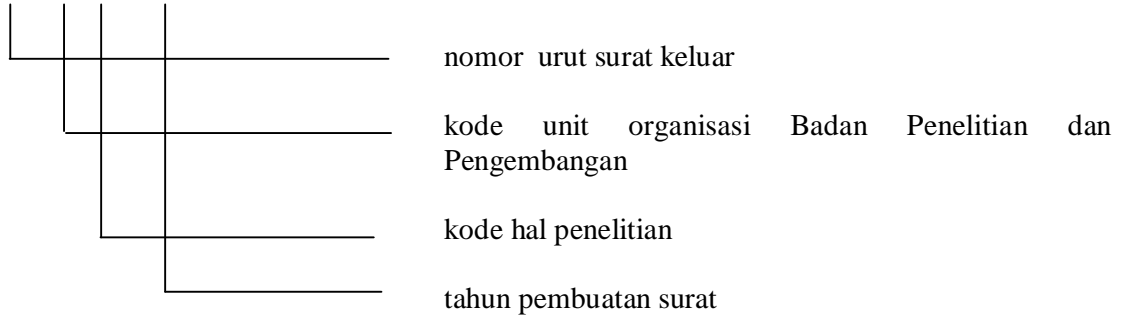 nomor urut surat keluar
kode unit organisasi Badan Penelitian dan
Pengembangan
kode hal penelitian
tahun pembuatan surat